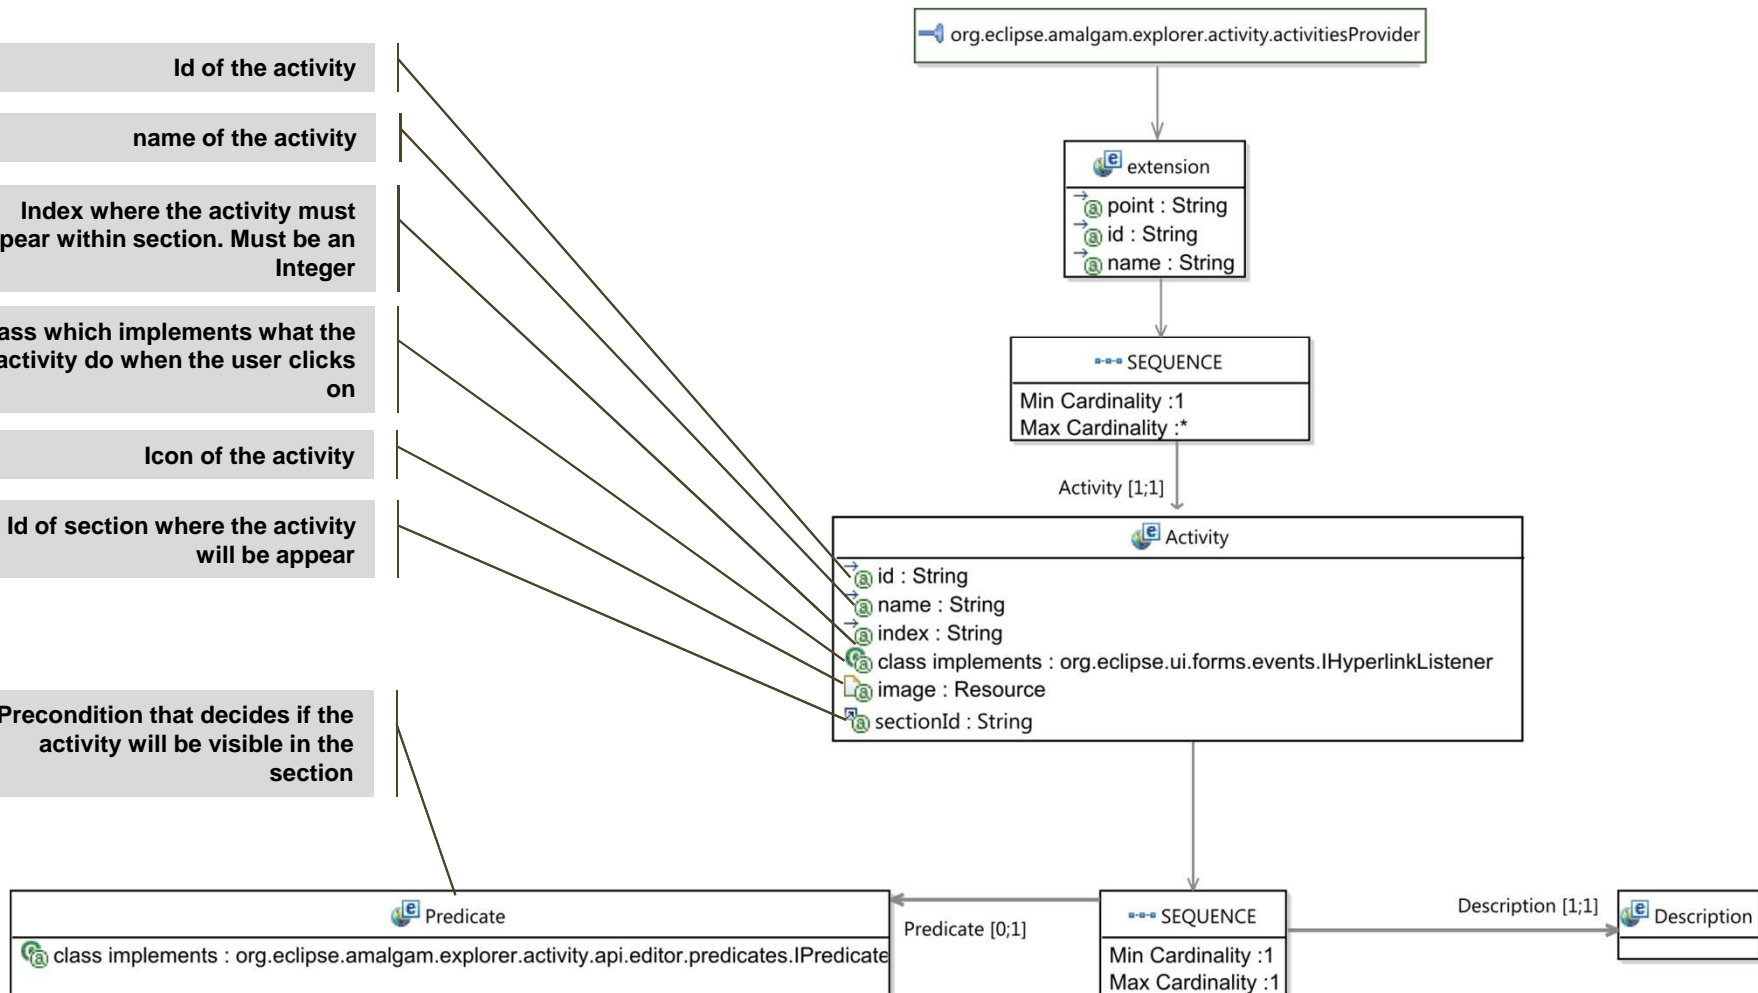 org.eclipse.amalgam.explorer.activity.activitiesProvider
Id of the activity
name of the activity
Index where the activity must
pear within section. Must be an
Integer
ass which implements what the
activity do when the user clicks
on
Icon of the activity
Id of section where the activity
will be appear
Precondition that decides if the
activity will be visible in the
section
extension
point : String
id : String
name : String
SEQUENCE
Min Cardinality :1
Max Cardinality :*
Activity [1;1]
Activity
id : String
name : String
index : String
class implements : org.eclipse.ui.forms.events.IHyperlinkListener
image : Resource
sectionId : String
Predicate
class implements : org.eclipse.amalgam.explorer.activity.api.editor.predicates.IPredicate
Predicate [0;1]
SEQUENCE
Min Cardinality :1
Max Cardinality :1
Description [1;1]
Description